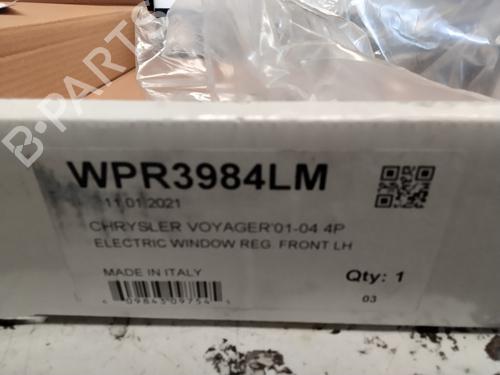 WPR3984LM
11.01.2021
CHRYSLER VOYAGER'01-04 4P
ELECTRIC WINDOW REG. FRONT LH
MADE IN ITALY
Qty: 1
03
B-PARTS